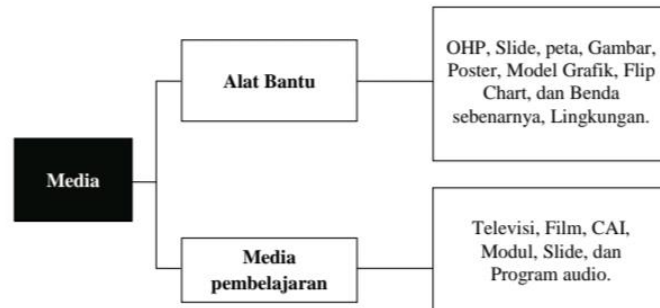 Media
Alat Bantu
OHP, Slide, peta, Gambar,
Poster, Model Grafik, Flip
Chart, dan Benda
sebenarnya, Lingkungan.
Media
pembelajaran
Televisi, Film, CAI,
Modul, Slide, dan
Program audio.